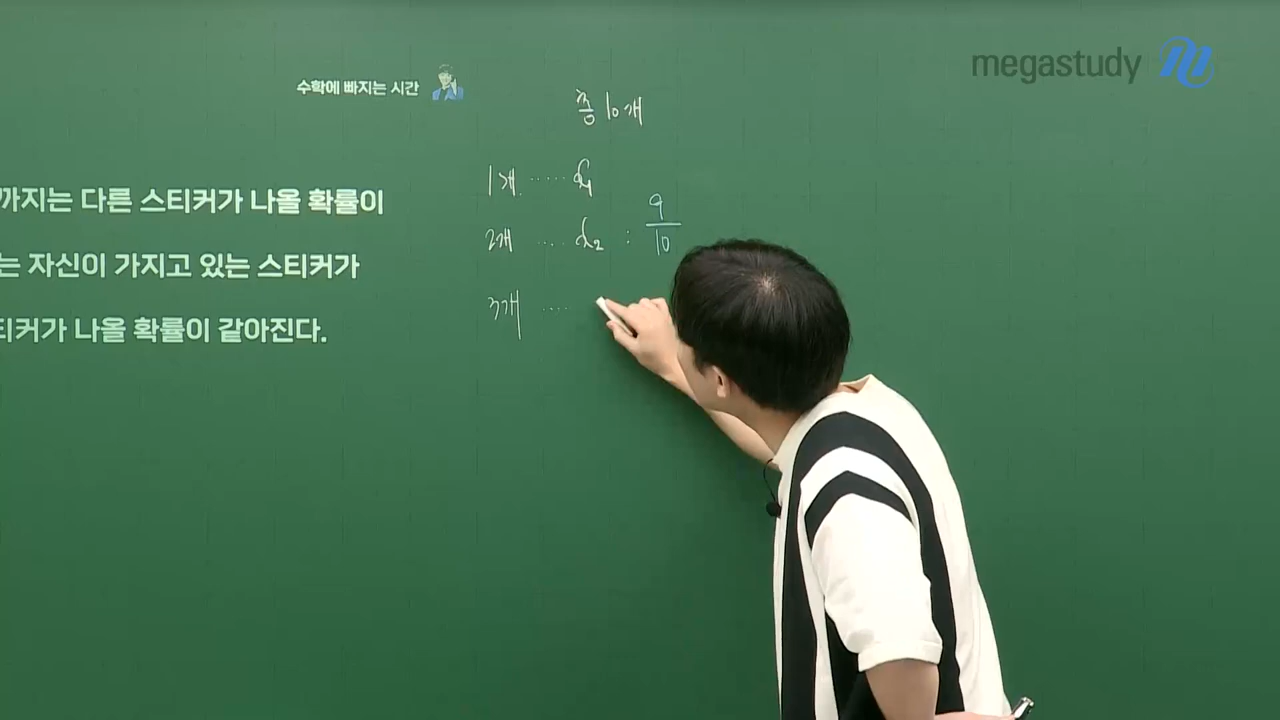 megastudy
수학에 빠지는 시간
총 10개
까지는 다른 스티커가 나올 확률이
1개 ····· d₁
2개 ···· d₂ : 9/10
는 자신이 가지고 있는 스티커가
3개 ····
티커가 나올 확률이 같아진다.